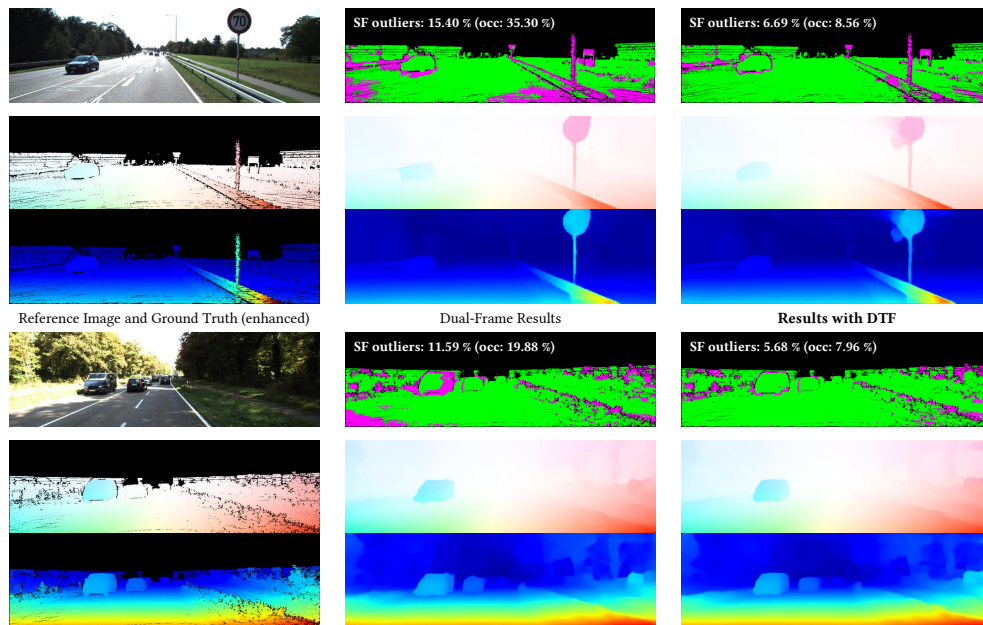 70
SF outliers: 15.40 % (occ: 35.30 %)
SF outliers: 6.69 % (occ: 8.56 %)
Reference Image and Ground Truth (enhanced)
Dual-Frame Results
Results with DTF
SF outliers: 11.59 % (occ: 19.88 %)
SF outliers: 5.68 % (occ: 7.96 %)